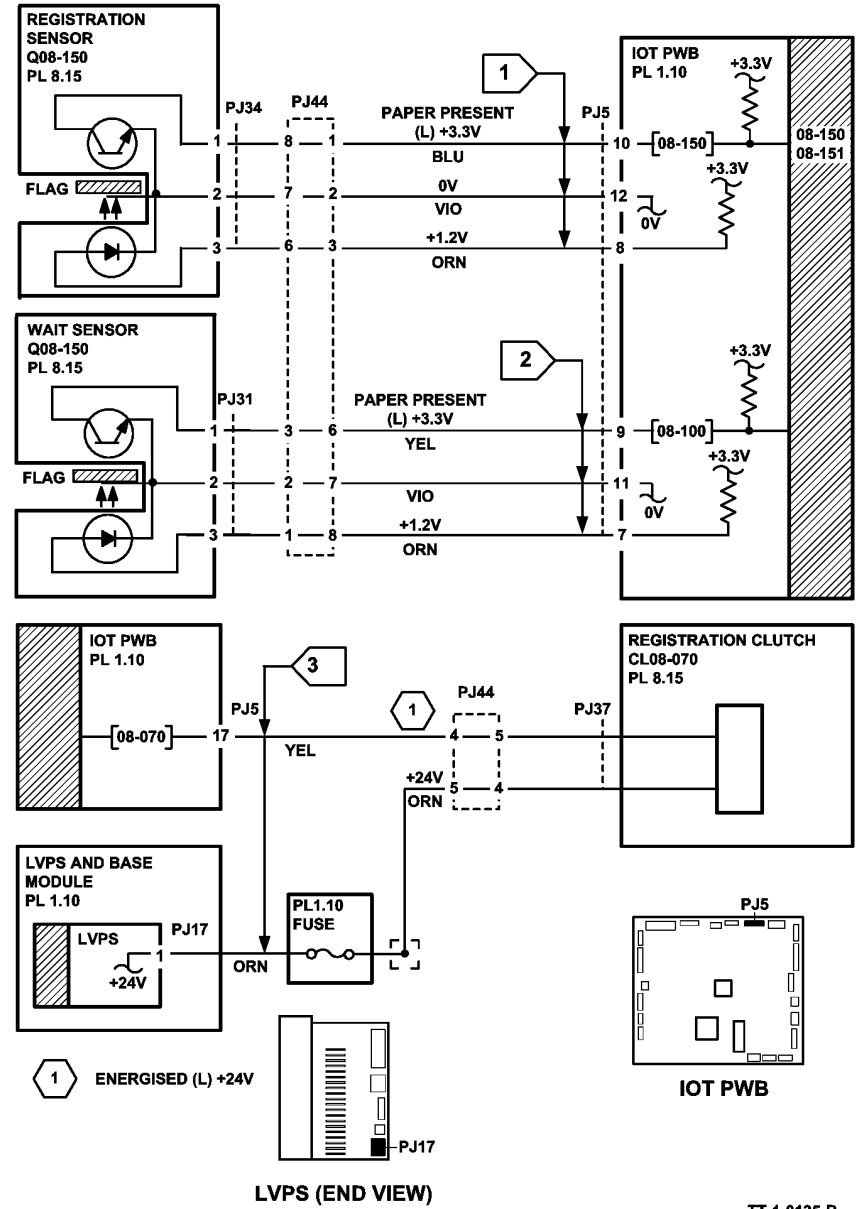 REGISTRATION
SENSOR
Q08-150
PL 8.15
FLAG
1
2
3
PJ34
PJ44
8 1
7 2
6 3
PAPER PRESENT
(L) +3.3V
BLU
0V
VIO
+1.2V
ORN
1
PJ5
10
12
8
IOT PWB
PL 1.10
+3.3V
08-150
+3.3V
0V
08-150
08-151
WAIT SENSOR
Q08-150
PL 8.15
FLAG
1
2
3
PJ31
3 6
2 7
1 8
PAPER PRESENT
(L) +3.3V
YEL
VIO
+1.2V
ORN
2
9
11
7
+3.3V
08-100
+3.3V
0V
IOT PWB
PL 1.10
08-070
17
PJ5
YEL
3
1
PJ44
4 5
+24V
ORN
5 4
PJ37
REGISTRATION CLUTCH
CL08-070
PL 8.15
LVPS AND BASE
MODULE
PL 1.10
LVPS
+24V
1
PJ17
ORN
PL1.10
FUSE
PJ5
IOT PWB
1 ENERGISED (L) +24V
PJ17
LVPS (END VIEW)